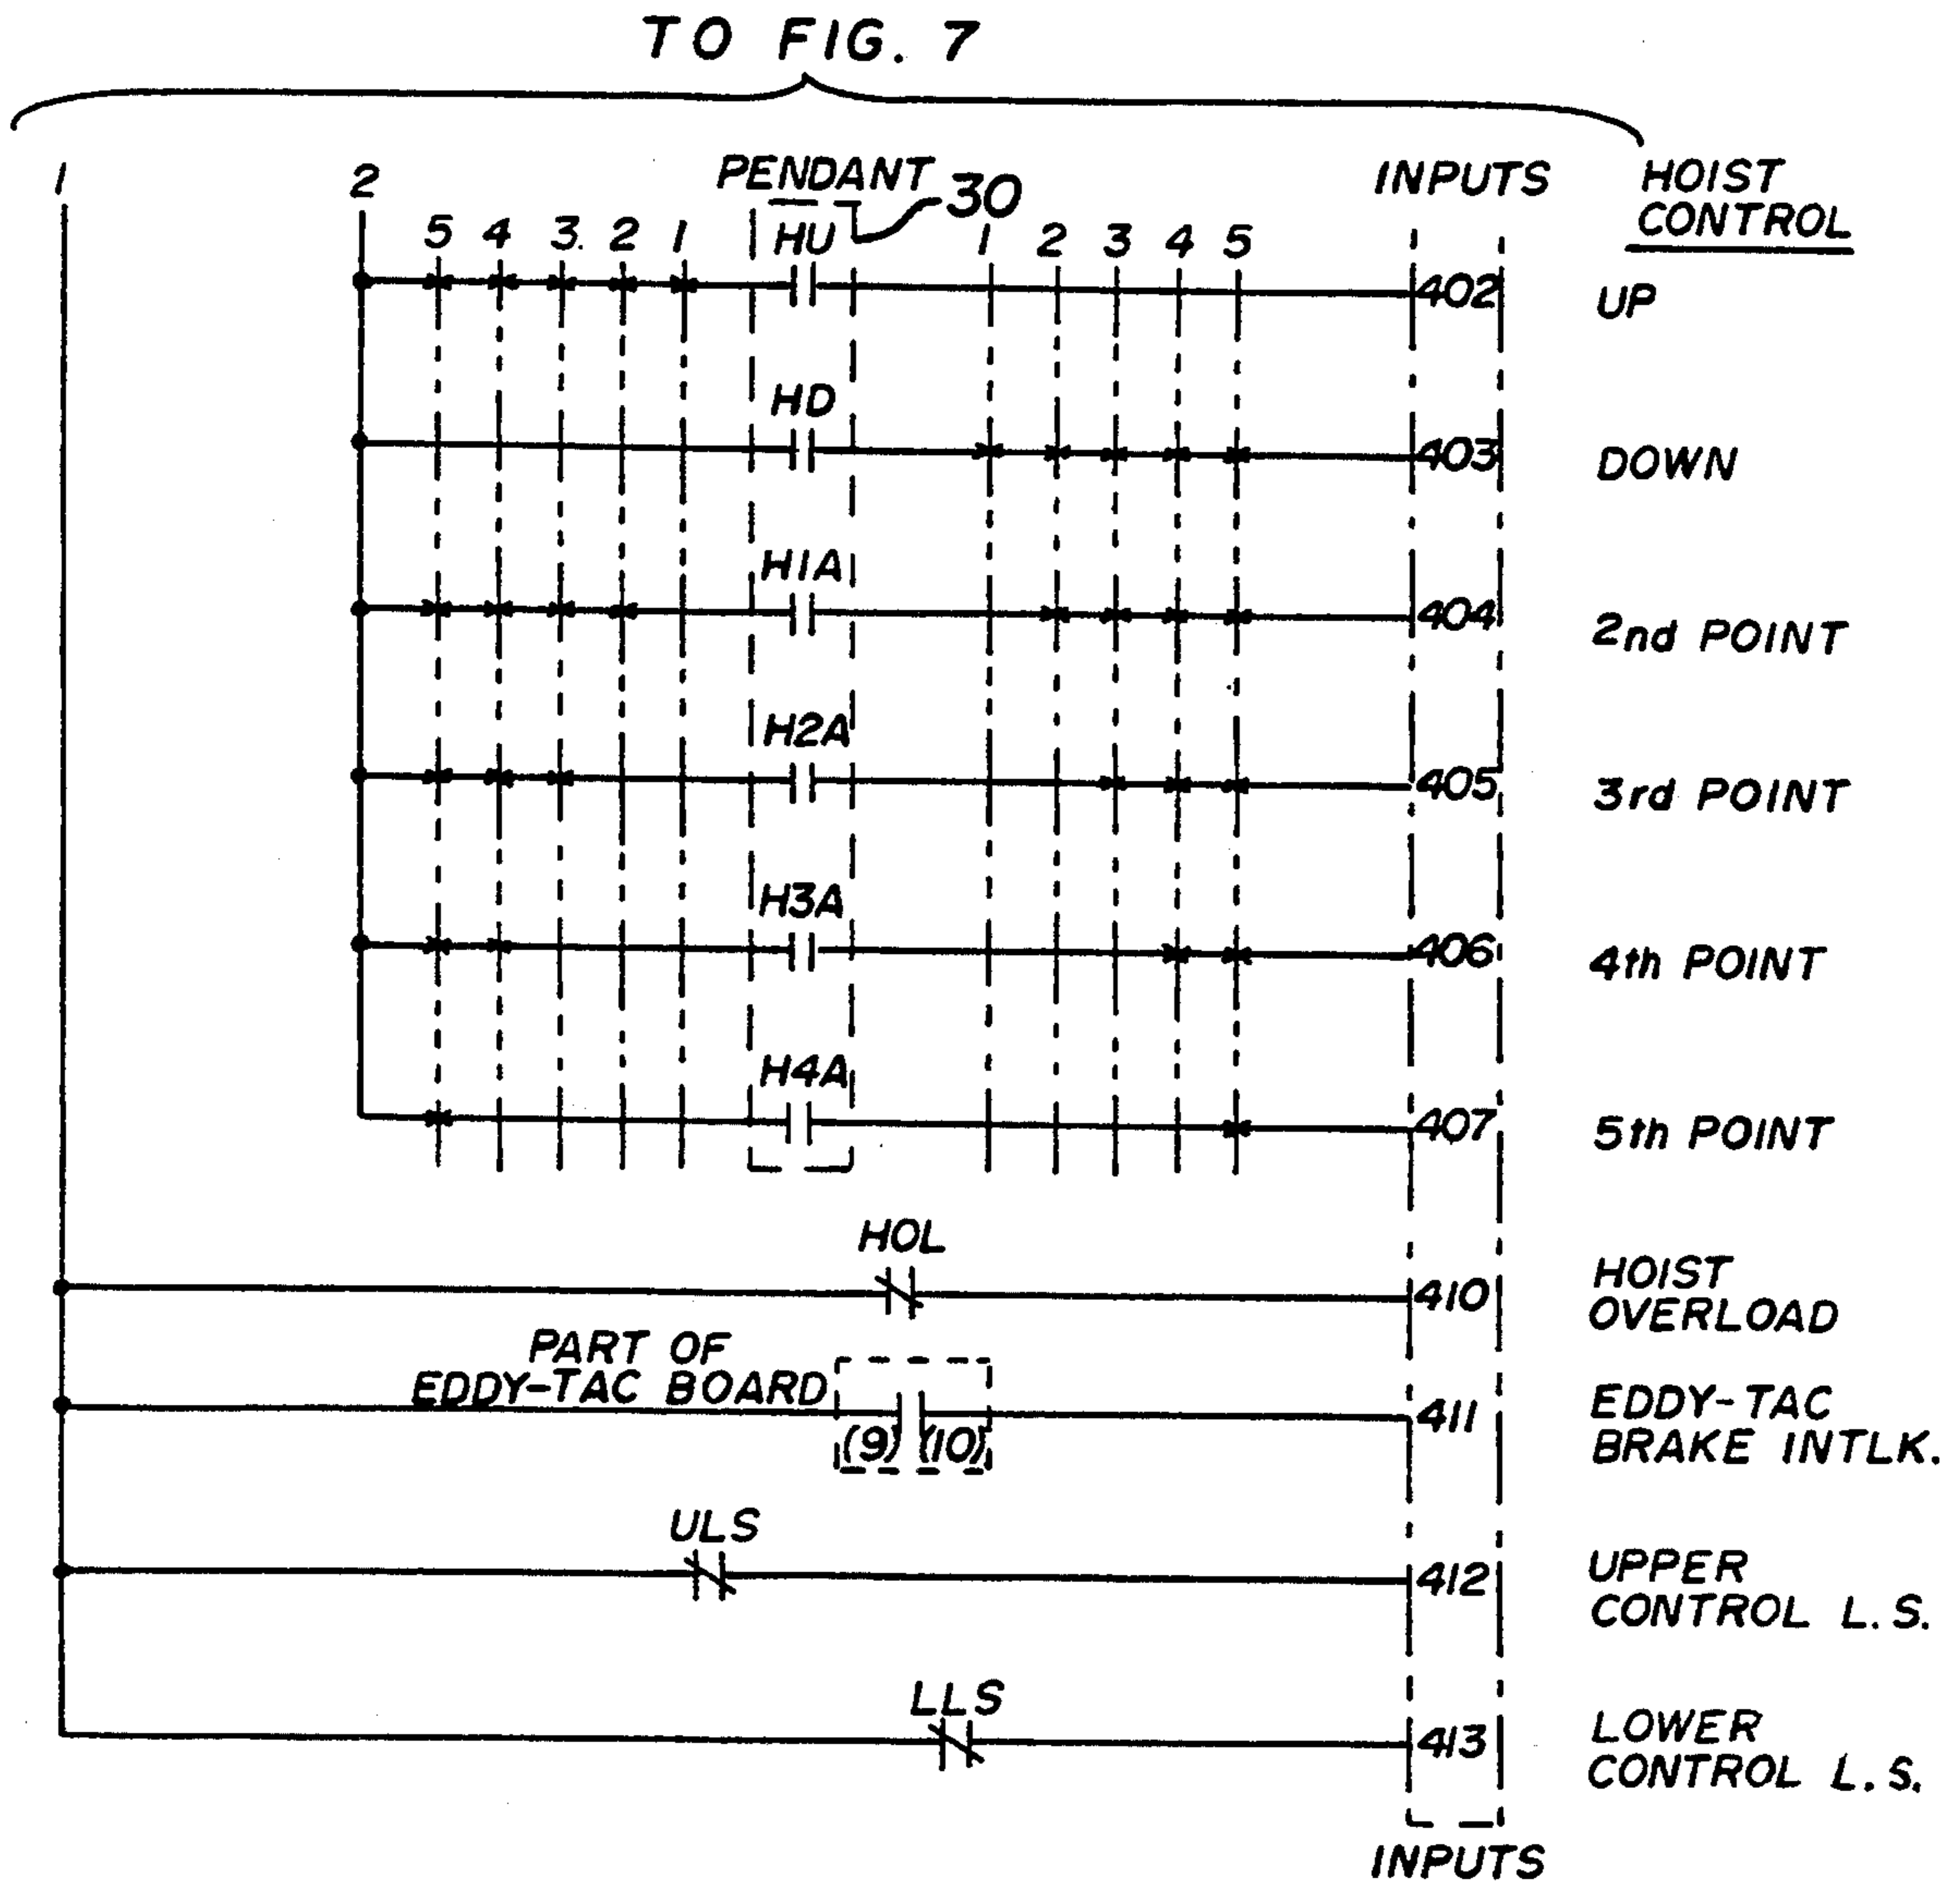 TO FIG. 7
1
2
PENDANT
30
INPUTS
HOIST
CONTROL
5 4 3 2 1
HU
1 2 3 4 5
402
UP
HD
403
DOWN
H1A
404
2nd POINT
H2A
405
3rd POINT
H3A
406
4th POINT
H4A
407
5th POINT
HOL
410
HOIST
OVERLOAD
PART OF
EDDY-TAC BOARD
(9) (10)
411
EDDY-TAC
BRAKE INTLK.
ULS
412
UPPER
CONTROL L.S.
LLS
413
LOWER
CONTROL L.S.
INPUTS